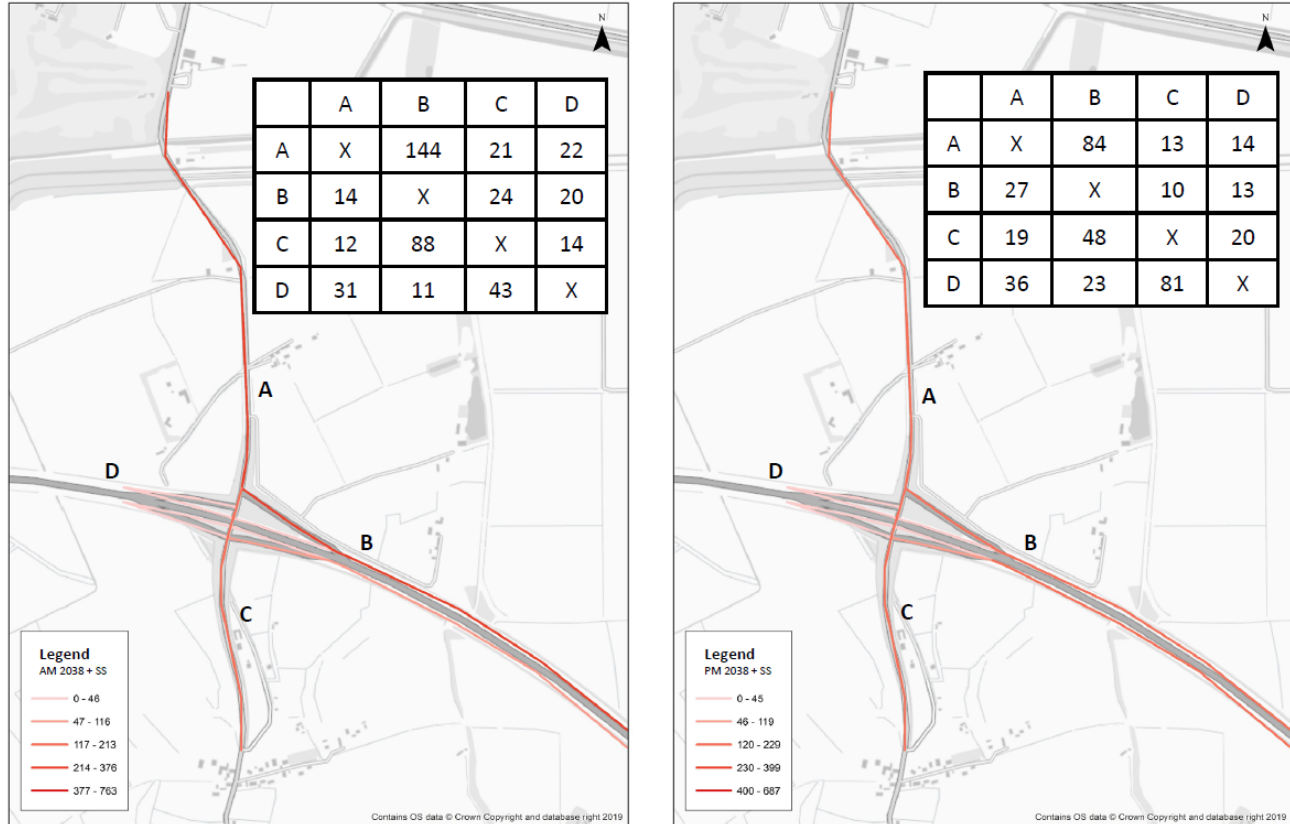 N
A B C D
A X 144 21 22
B 14 X 24 20
C 12 88 X 14
D 31 11 43 X
A
D
B
C
Legend
AM 2038 + SS
0 - 46
47 - 116
117 - 213
214 - 376
377 - 763
Contains OS data © Crown Copyright and database right 2019
N
A B C D
A X 84 13 14
B 27 X 10 13
C 19 48 X 20
D 36 23 81 X
A
D
B
C
Legend
PM 2038 + SS
0 - 45
46 - 119
120 - 229
230 - 399
400 - 687
Contains OS data © Crown Copyright and database right 2019